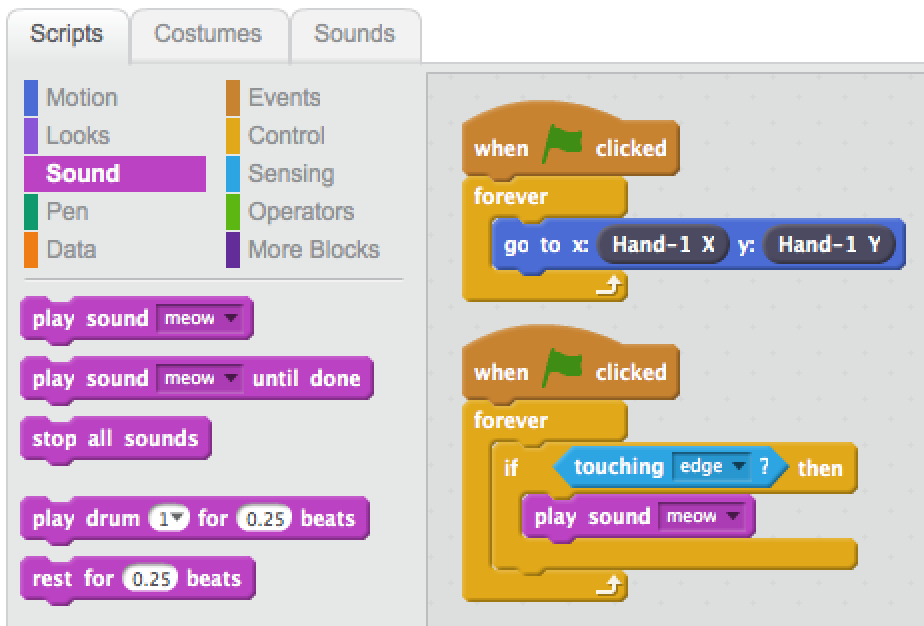 Scripts Costumes Sounds
Motion Events
Looks Control
Sound Sensing
Pen Operators
Data More Blocks
play sound meow
play sound meow until done
stop all sounds
play drum 1 for 0.25 beats
rest for 0.25 beats
when clicked
forever
go to x: Hand-1 X y: Hand-1 Y
when clicked
forever
if touching edge ? then
play sound meow